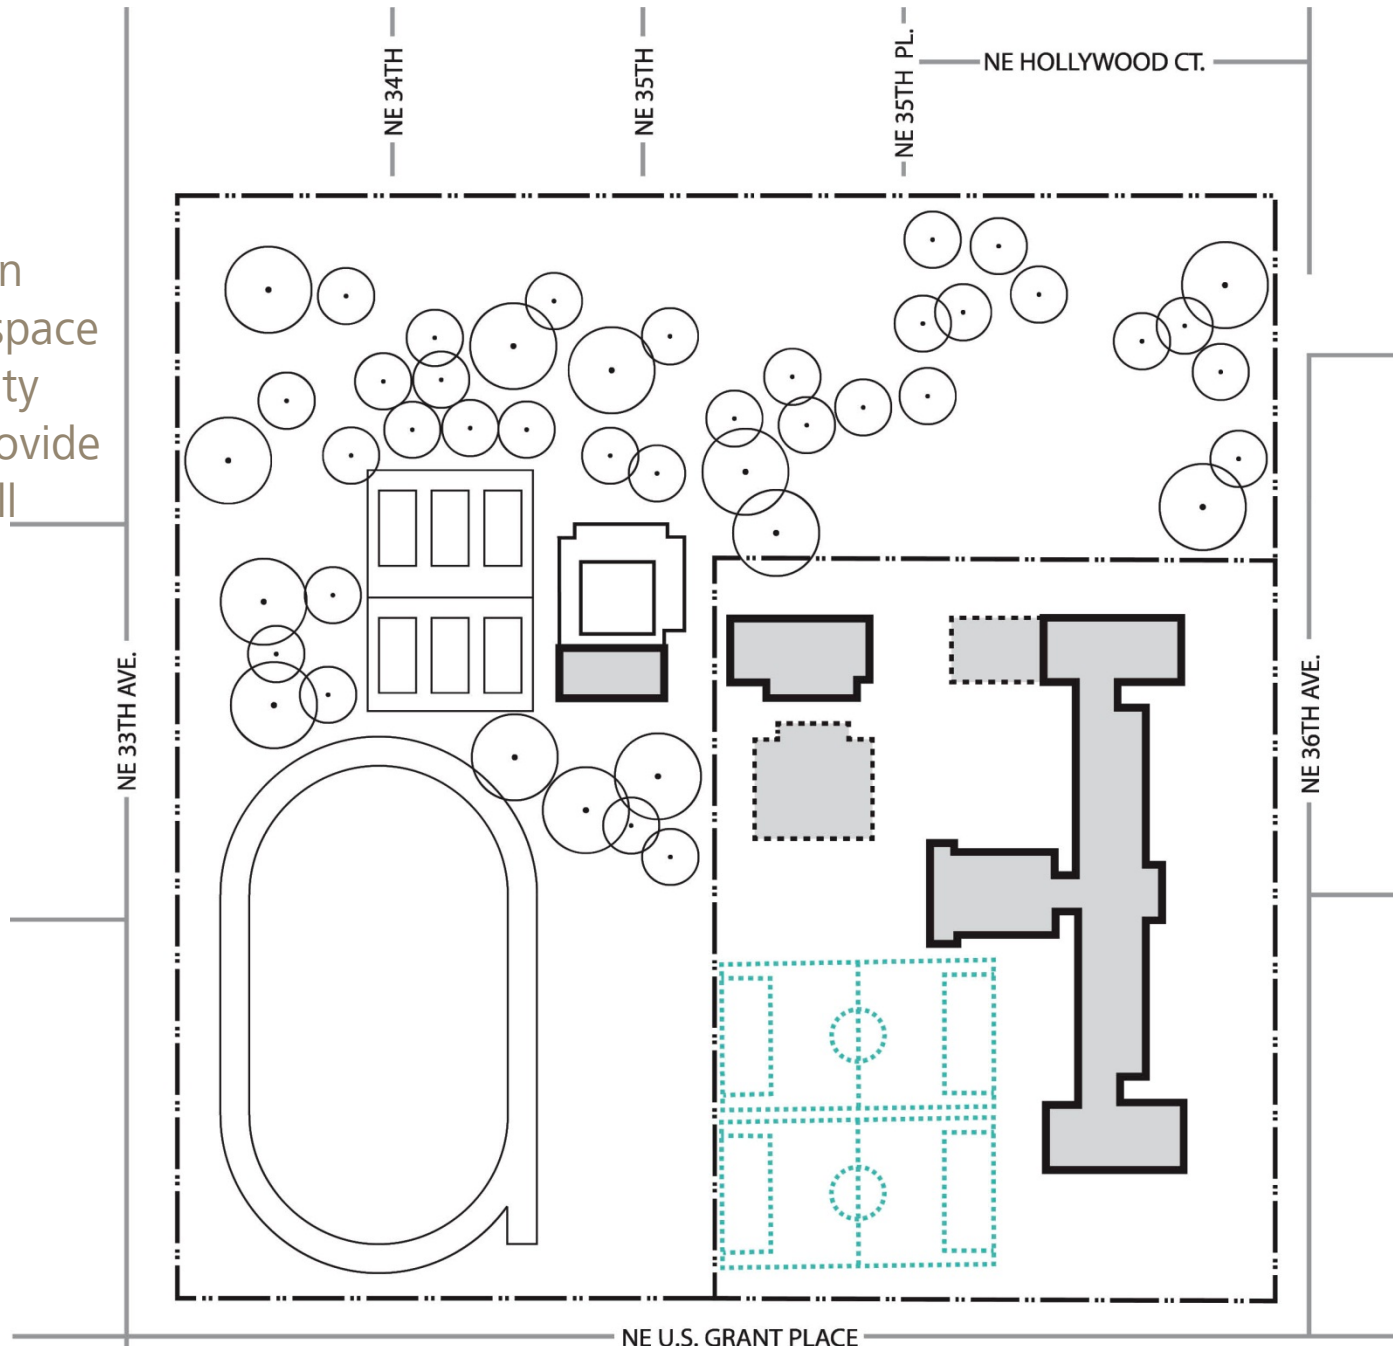 NE 34TH
NE 35TH
NE 35TH PL.
NE HOLLYWOOD CT.
n
space
ty
ovide
ll
NE 33TH AVE.
NE 36TH AVE.
NE U.S. GRANT PLACE